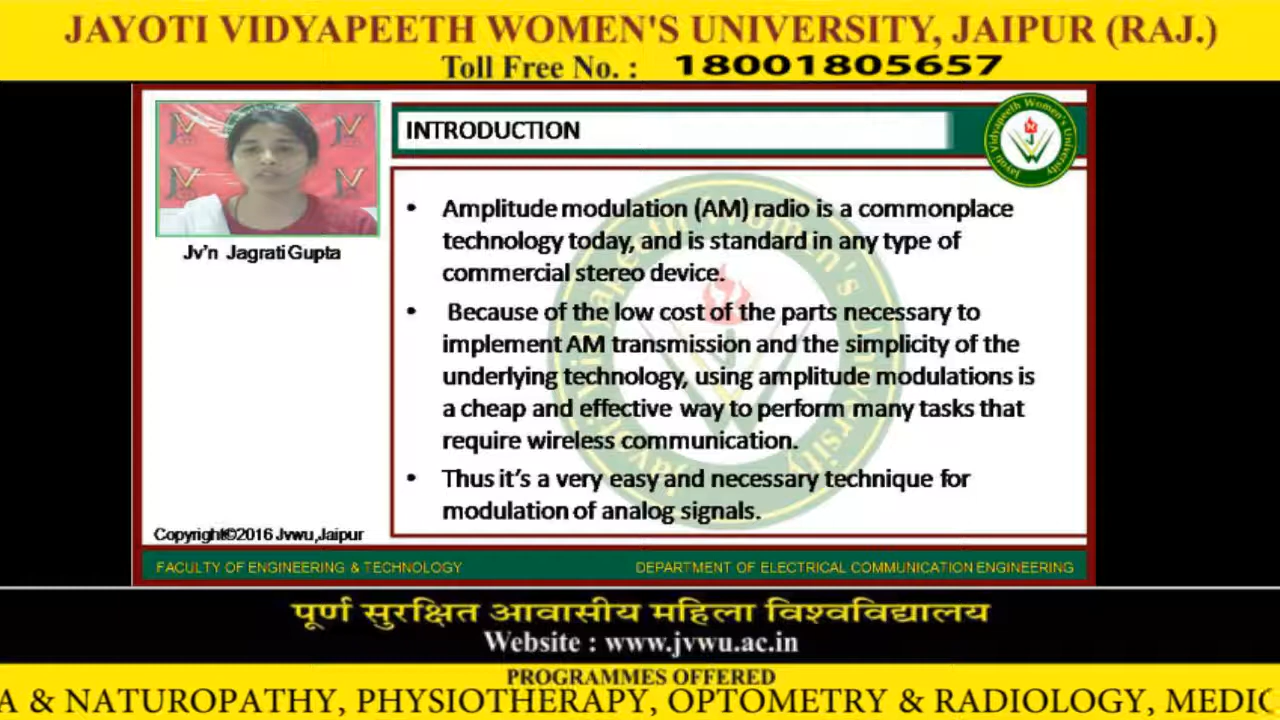 JAYOTI VIDYAPEETH WOMEN'S UNIVERSITY, JAIPUR (RAJ.)
Toll Free No. : 18001805657
INTRODUCTION
Jayoti Vidyapeeth Women's University
Jv'n Jagrati Gupta
• Amplitude modulation (AM) radio is a commonplace
technology today, and is standard in any type of
commercial stereo device.
• Because of the low cost of the parts necessary to
implement AM transmission and the simplicity of the
underlying technology, using amplitude modulations is
a cheap and effective way to perform many tasks that
require wireless communication.
• Thus it's a very easy and necessary technique for
modulation of analog signals.
Copyright©2016 Jvwu,Jaipur
FACULTY OF ENGINEERING & TECHNOLOGY
DEPARTMENT OF ELECTRICAL COMMUNICATION ENGINEERING
पूर्ण सुरक्षित आवासीय महिला विश्वविद्यालय
Website : www.jvwu.ac.in
PROGRAMMES OFFERED
A & NATUROPATHY, PHYSIOTHERAPY, OPTOMETRY & RADIOLOGY, MEDIC